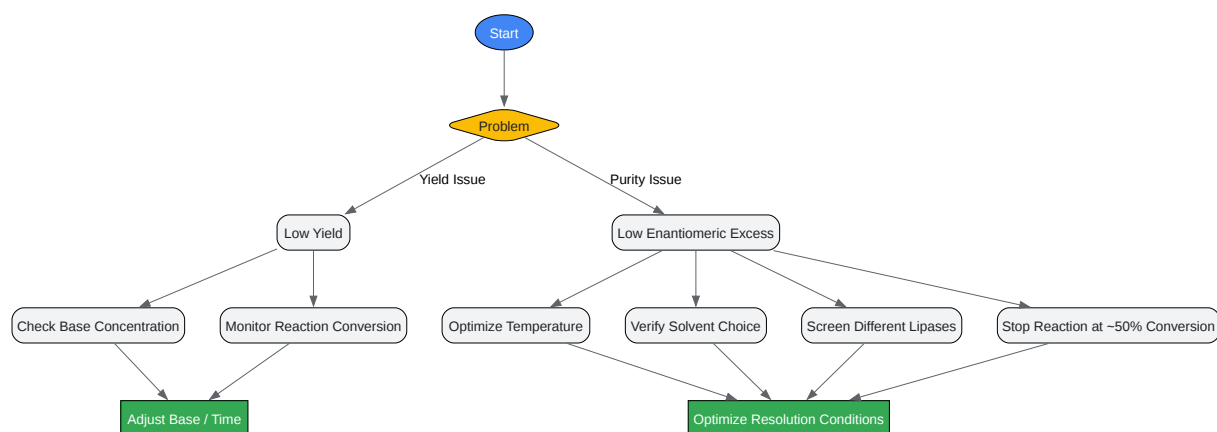 Start
Problem
Yield Issue
Purity Issue
Low Yield
Low Enantiomeric Excess
Check Base Concentration
Monitor Reaction Conversion
Optimize Temperature
Verify Solvent Choice
Screen Different Lipases
Stop Reaction at ~50% Conversion
Adjust Base / Time
Optimize Resolution Conditions